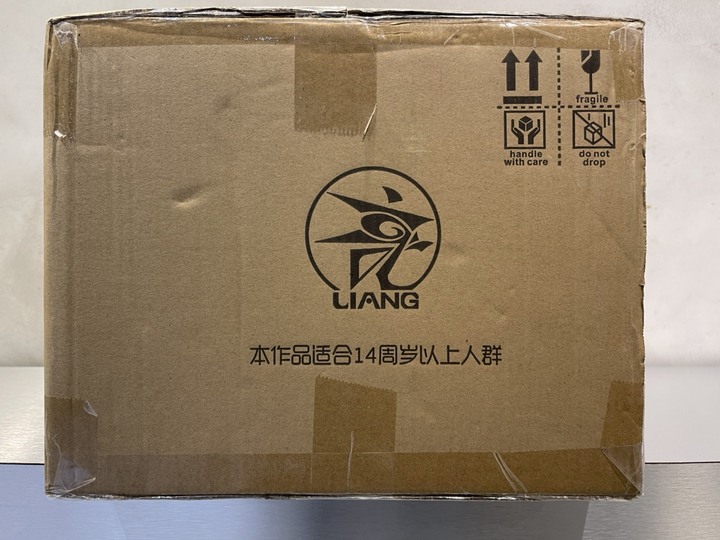 fragile
handle
with care
do not
drop
LIANG
本作品适合14周岁以上人群